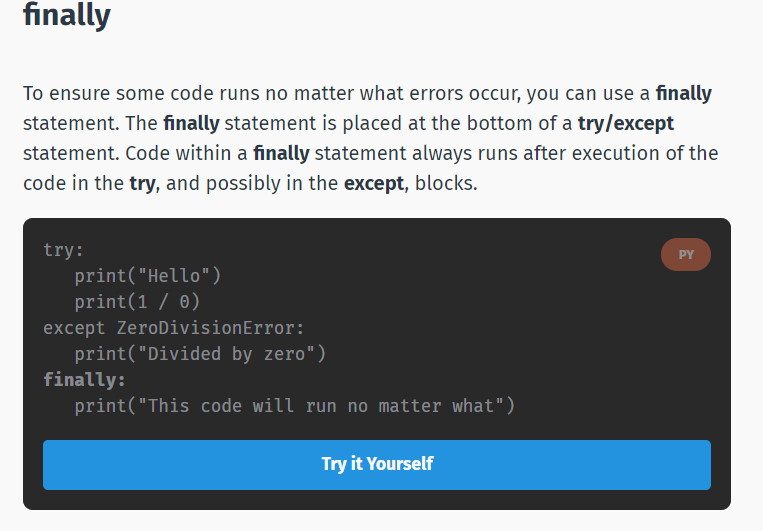 finally
To ensure some code runs no matter what errors occur, you can use a finally
statement. The finally statement is placed at the bottom of a try/except
statement. Code within a finally statement always runs after execution of the
code in the try, and possibly in the except, blocks.
PY
try:
   print("Hello")
   print(1 / 0)
except ZeroDivisionError:
   print("Divided by zero")
finally:
   print("This code will run no matter what")
Try it Yourself